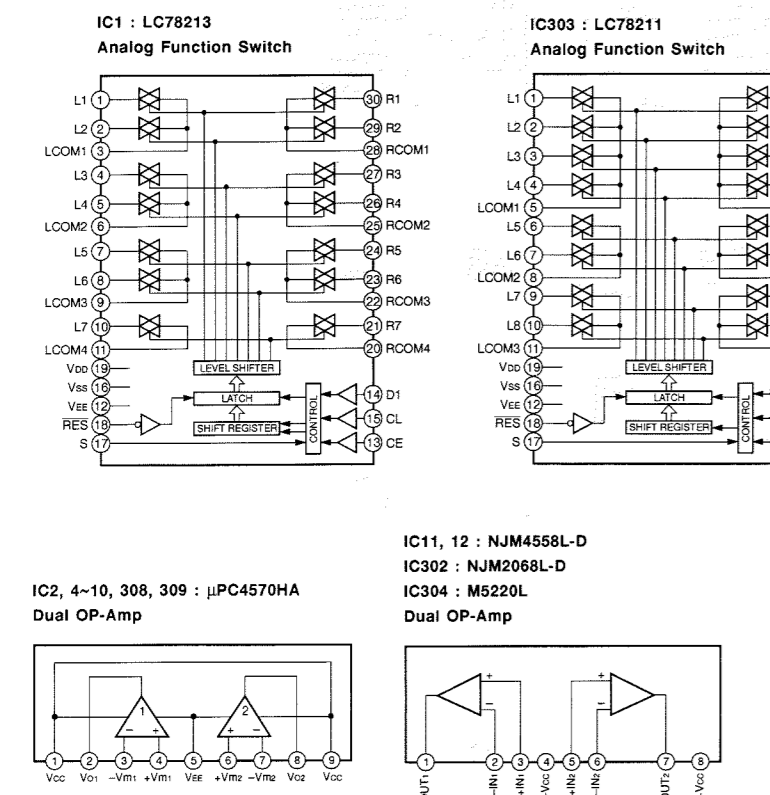 IC1 : LC78213
Analog Function Switch
L1 1
L2 2
LCOM1 3
L3 4
L4 5
LCOM2 6
L5 7
L6 8
LCOM3 9
L7 10
LCOM4 11
VDD 19
VSS 16
VEE 12
RES 18
S 17
30 R1
29 R2
28 RCOM1
27 R3
26 R4
25 RCOM2
24 R5
23 R6
22 RCOM3
21 R7
20 RCOM4
14 D1
15 CL
13 CE
LEVEL SHIFTER
LATCH
SHIFT REGISTER
CONTROL
IC303 : LC78211
Analog Function Switch
L1 1
L2 2
L3 3
L4 4
LCOM1 5
L5 6
L6 7
LCOM2 8
L7 9
L8 10
LCOM3 11
VDD 19
VSS 16
VEE 12
RES 18
S 17
LEVEL SHIFTER
LATCH
SHIFT REGISTER
CONTROL
IC2, 4~10, 308, 309 : µPC4570HA
Dual OP-Amp
1 2
− + + −
1 2 3 4 5 6 7 8 9
VCC VO1 −Vm1 +Vm1 VEE +Vm2 −Vm2 VO2 VCC
IC11, 12 : NJM4558L-D
IC302 : NJM2068L-D
IC304 : M5220L
Dual OP-Amp
+ +
− −
1 2 3 4 5 6 7 8
−IN1 +IN1 −VCC +IN2 −IN2